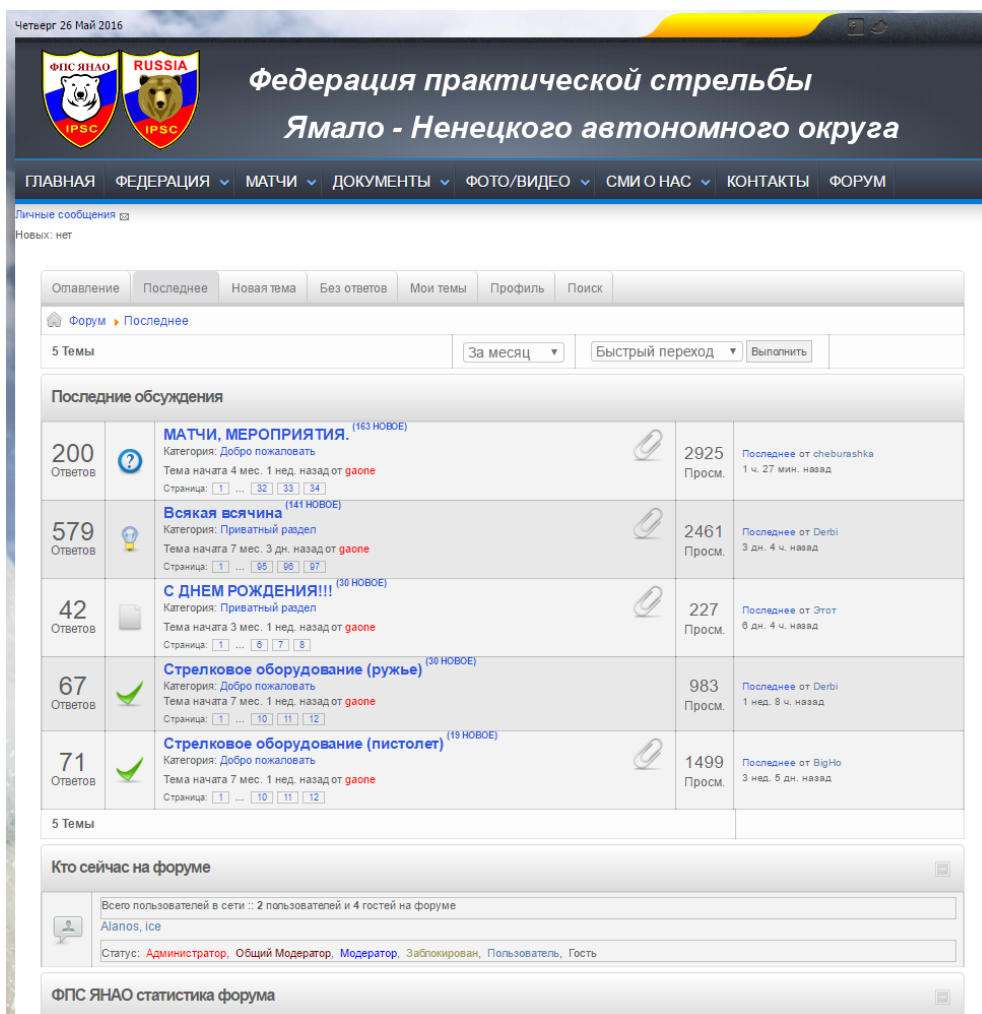 Четверг 26 Май 2016
ФПС ЯНАО RUSSIA
IPSC IPSC
Федерация практической стрельбы
Ямало - Ненецкого автономного округа
ГЛАВНАЯ ФЕДЕРАЦИЯ МАТЧИ ДОКУМЕНТЫ ФОТО/ВИДЕО СМИ О НАС КОНТАКТЫ ФОРУМ
Личные сообщения
Новых: нет
Оглавление Последнее Новая тема Без ответов Мои темы Профиль Поиск
Форум Последнее
5 Темы За месяц Быстрый переход Выполнить
Последние обсуждения
МАТЧИ, МЕРОПРИЯТИЯ. (163 НОВОЕ)
200 Ответов
Категория: Добро пожаловать
Тема начата 4 мес. 1 нед. назад от gaone
Страница: 1 ... 32 33 34
2925 Просм.
Последнее от cheburashka
1 ч. 27 мин. назад
Всякая всячина (141 НОВОЕ)
579 Ответов
Категория: Приватный раздел
Тема начата 7 мес. 3 дн. назад от gaone
Страница: 1 ... 95 96 97
2461 Просм.
Последнее от Derbi
3 дн. 4 ч. назад
С ДНЕМ РОЖДЕНИЯ!!! (30 НОВОЕ)
42 Ответов
Категория: Приватный раздел
Тема начата 3 мес. 1 нед. назад от gaone
Страница: 1 ... 6 7 8
227 Просм.
Последнее от Этот
6 дн. 4 ч. назад
Стрелковое оборудование (ружье) (30 НОВОЕ)
67 Ответов
Категория: Добро пожаловать
Тема начата 7 мес. 1 нед. назад от gaone
Страница: 1 ... 10 11 12
983 Просм.
Последнее от Derbi
1 нед. 8 ч. назад
Стрелковое оборудование (пистолет) (19 НОВОЕ)
71 Ответов
Категория: Добро пожаловать
Тема начата 7 мес. 1 нед. назад от gaone
Страница: 1 ... 10 11 12
1499 Просм.
Последнее от BigHo
3 нед. 5 дн. назад
5 Темы
Кто сейчас на форуме
Всего пользователей в сети :: 2 пользователей и 4 гостей на форуме
Alanos, ice
Статус: Администратор, Общий Модератор, Модератор, Заблокирован, Пользователь, Гость
ФПС ЯНАО статистика форума